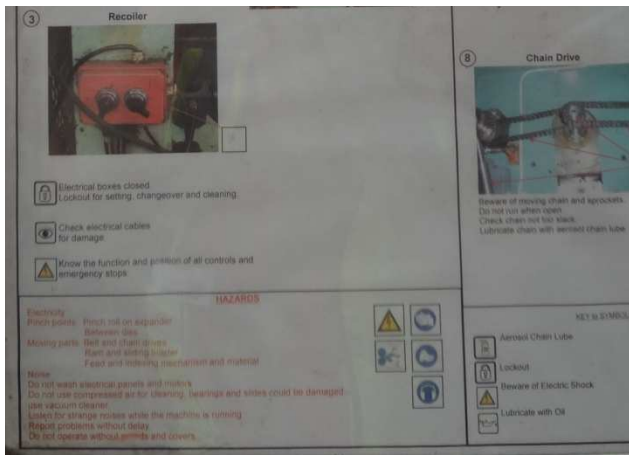 3
Recoiler
Electrical boxes closed.
Lockout for setting, changeover and cleaning.
Check electrical cables
for damage.
Know the function and position of all controls and
emergency stops.
HAZARDS
Electricity
Pinch points Pinch roll on expander
Between dies
Moving parts Belt and chain drives
Ram and sliding bolster
Feed and indexing mechanism and material
Noise
Do not wash electrical panels and motors
Do not use compressed air for cleaning, bearings and slides could be damaged
use vacuum cleaner.
Listen for strange noises while the machine is running
Report problems without delay.
Do not operate without guards and covers.
8
Chain Drive
Beware of moving chain and sprockets.
Do not run when open.
Check chain not too slack.
Lubricate chain with aerosol chain lube
KEY to SYMBOL
Aerosol Chain Lube
Lockout
Beware of Electric Shock
Lubricate with Oil